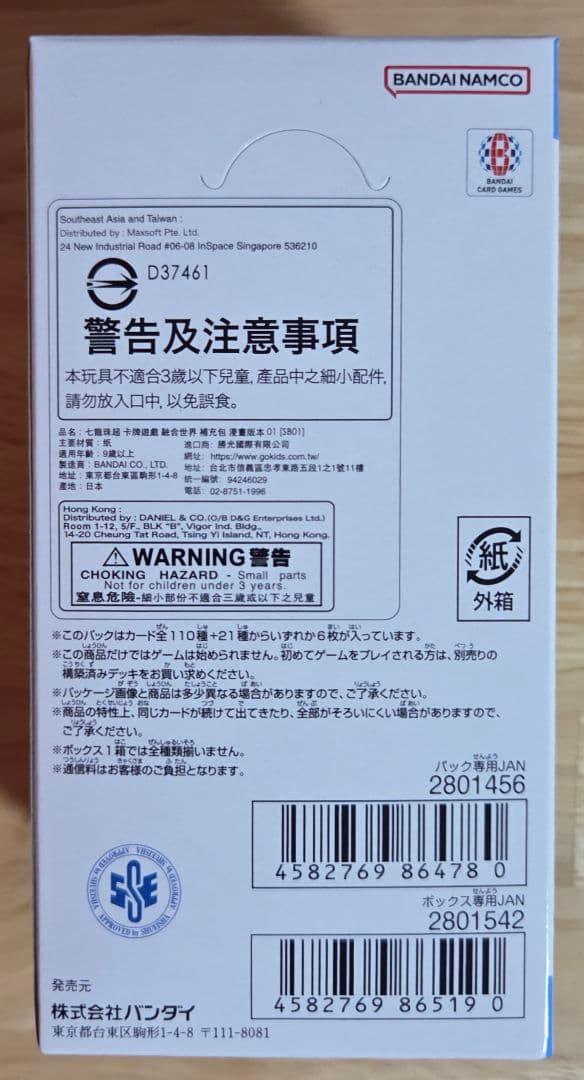 BANDAI NAMCO
BANDAI
CARD GAMES
Southeast Asia and Taiwan :
Distributed by : Maxsoft Pte. Ltd.
24 New Industrial Road #06-08 InSpace Singapore 536210
D37461
警告及注意事項
本玩具不適合3歲以下兒童,產品中之細小配件,
請勿放入口中,以免誤食。
品名:七龍珠超 卡牌遊戲 融合世界 補充包 漫畫版本 01 [SB01]
主要材質:紙
適用年齡:9歲以上
製造商:BANDAI CO., LTD.
地址:東京都台東區駒形1-4-8
產地:日本
進口商:勝光國際有限公司
網址:https://www.gokids.com.tw/
地址:台北市信義區忠孝東路五段1之1號11樓
統一編號:94246029
電話:02-8751-1996
Hong Kong :
Distributed by : DANIEL & CO.(O/B D&G Enterprises Ltd.)
Room 1-12, 5/F., BLK "B", Vigor Ind. Bldg.,
14-20 Cheung Tat Road, Tsing Yi Island, NT, Hong Kong.
WARNING 警告
CHOKING HAZARD - Small parts
Not for children under 3 years.
窒息危險-細小部份不適合三歲或以下之兒童
紙
外箱
※このパックはカード全110種+21種からいずれか6枚が入っています。
※この商品だけではゲームは始められません。初めてゲームをプレイされる方は、別売りの
構築済みデッキをお買い求めください。
※パッケージ画像と商品は多少異なる場合がありますので、ご了承ください。
※商品の特性上、同じカードが続けて出てきたり、全部がそろいにくい場合がありますので、
ご了承ください。
※ボックス1箱では全種類揃いません。
※通信料はお客様のご負担となります。
パック専用JAN
2801456
4582769 86478 0
ボックス専用JAN
2801542
4582769 86519 0
APPROVED by SHUEISHA
発売元
株式会社バンダイ
東京都台東区駒形1-4-8 〒111-8081